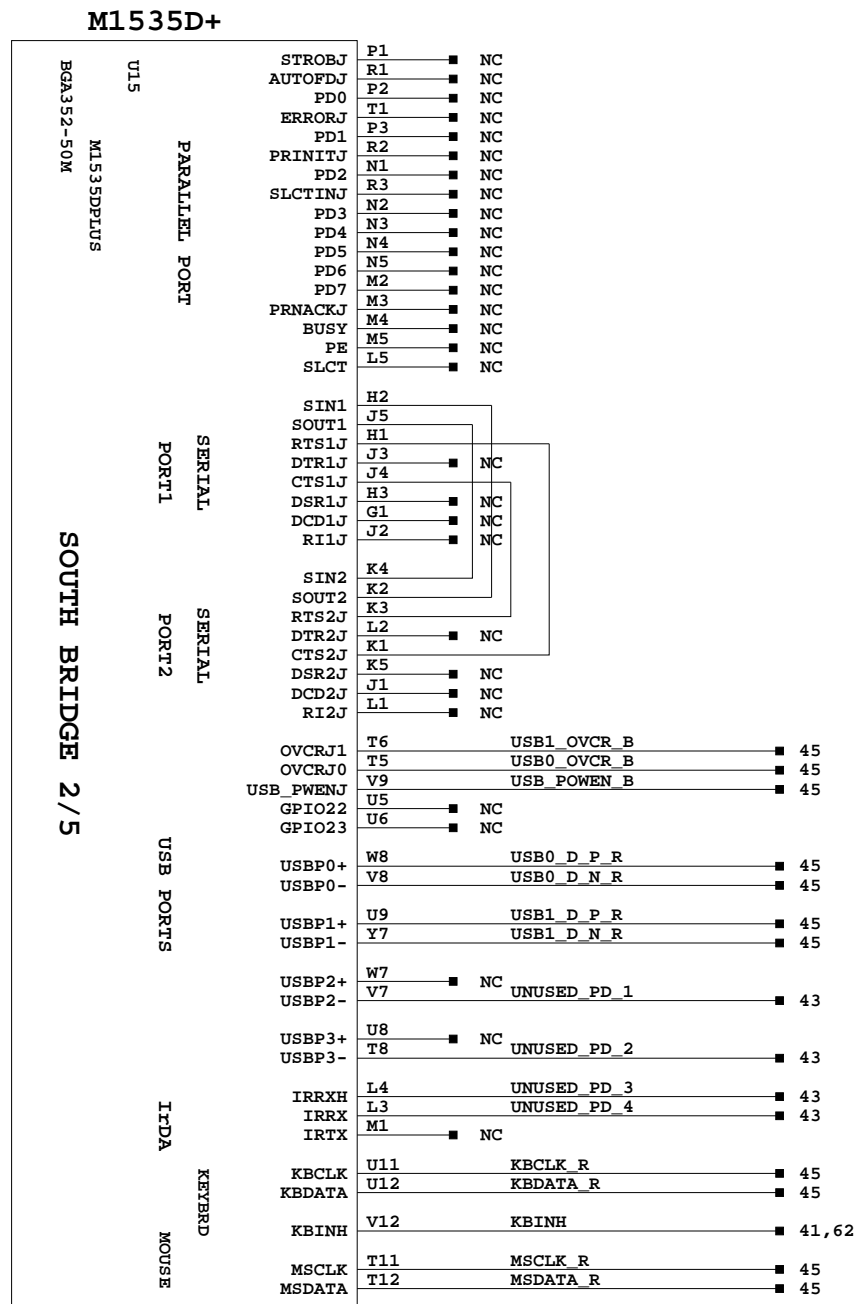 M1535D+
U15
BGA352-50M
M1535DPLUS
SOUTH BRIDGE 2/5
PARALLEL PORT
STROBJ P1 NC
AUTOFDJ R1 NC
PD0 P2 NC
ERRORJ T1 NC
PD1 P3 NC
PRINITJ R2 NC
PD2 N1 NC
SLCTINJ R3 NC
PD3 N2 NC
PD4 N3 NC
PD5 N4 NC
PD6 N5 NC
PD7 M2 NC
PRNACKJ M3 NC
BUSY M4 NC
PE M5 NC
SLCT L5 NC
SERIAL
PORT1
SIN1 H2
SOUT1 J5
RTS1J H1
DTR1J J3 NC
CTS1J J4
DSR1J H3 NC
DCD1J G1 NC
RI1J J2 NC
SERIAL
PORT2
SIN2 K4
SOUT2 K2
RTS2J K3
DTR2J L2 NC
CTS2J K1
DSR2J K5 NC
DCD2J J1 NC
RI2J L1 NC
USB PORTS
OVCRJ1 T6 USB1_OVCR_B 45
OVCRJ0 T5 USB0_OVCR_B 45
USB_PWENJ V9 USB_POWEN_B 45
GPIO22 U5 NC
GPIO23 U6 NC
USBP0+ W8 USB0_D_P_R 45
USBP0- V8 USB0_D_N_R 45
USBP1+ U9 USB1_D_P_R 45
USBP1- Y7 USB1_D_N_R 45
USBP2+ W7 NC
USBP2- V7 UNUSED_PD_1 43
USBP3+ U8 NC
USBP3- T8 UNUSED_PD_2 43
IrDA
IRRXH L4 UNUSED_PD_3 43
IRRX L3 UNUSED_PD_4 43
IRTX M1 NC
KEYBRD
KBCLK U11 KBCLK_R 45
KBDATA U12 KBDATA_R 45
KBINH V12 KBINH 41,62
MOUSE
MSCLK T11 MSCLK_R 45
MSDATA T12 MSDATA_R 45